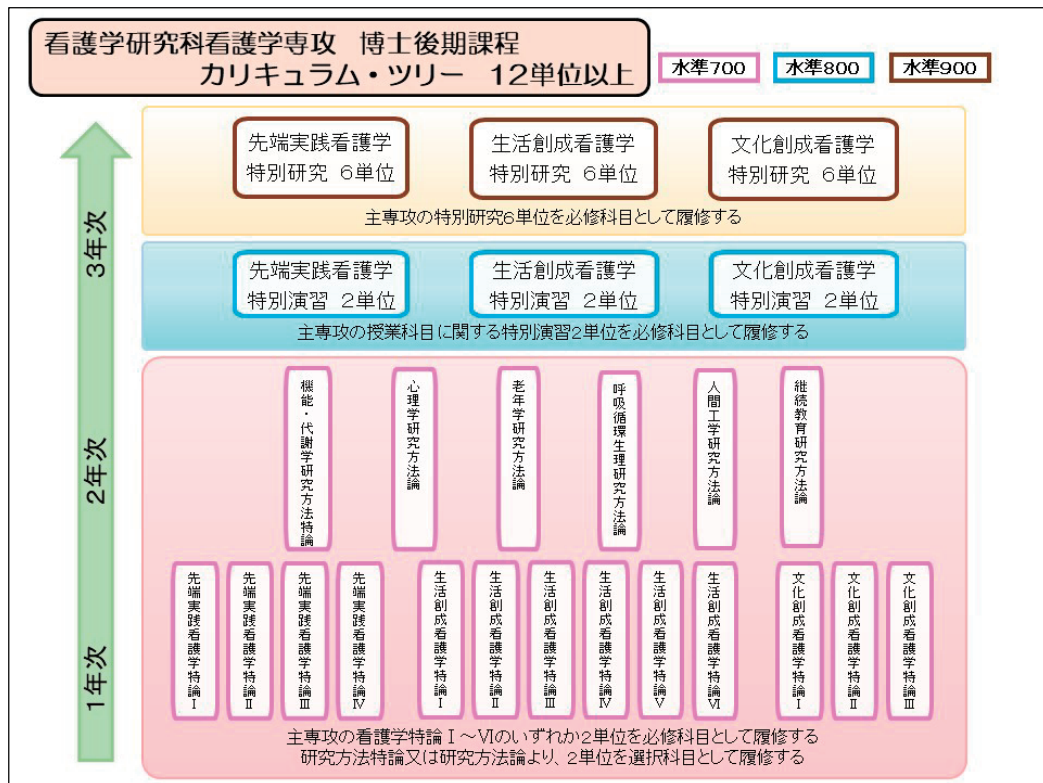 看護学研究科看護学専攻 博士後期課程
カリキュラム・ツリー 12単位以上
水準700
水準800
水準900
3年次
2年次
1年次
先端実践看護学
特別研究 6単位
生活創成看護学
特別研究 6単位
文化創成看護学
特別研究 6単位
主専攻の特別研究6単位を必修科目として履修する
先端実践看護学
特別演習 2単位
生活創成看護学
特別演習 2単位
文化創成看護学
特別演習 2単位
主専攻の授業科目に関する特別演習2単位を必修科目として履修する
機能・代謝学研究方法特論
心理学研究方法論
老年学研究方法論
呼吸循環生理研究方法論
人間工学研究方法論
継続教育研究方法論
先端実践看護学特論Ⅰ
先端実践看護学特論Ⅱ
先端実践看護学特論Ⅲ
先端実践看護学特論Ⅳ
生活創成看護学特論Ⅰ
生活創成看護学特論Ⅱ
生活創成看護学特論Ⅲ
生活創成看護学特論Ⅳ
生活創成看護学特論Ⅴ
生活創成看護学特論Ⅵ
文化創成看護学特論Ⅰ
文化創成看護学特論Ⅱ
文化創成看護学特論Ⅲ
主専攻の看護学特論Ⅰ～Ⅵのいずれか2単位を必修科目として履修する
研究方法特論又は研究方法論より、2単位を選択科目として履修する